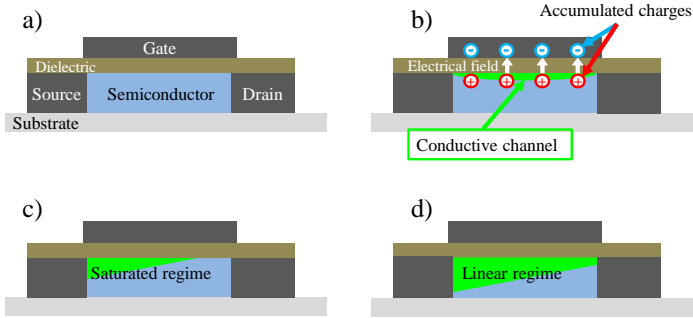 a)
Gate
Dielectric
Source
Semiconductor
Drain
Substrate
b)
Accumulated charges
Electrical field
Conductive channel
c)
Saturated regime
d)
Linear regime